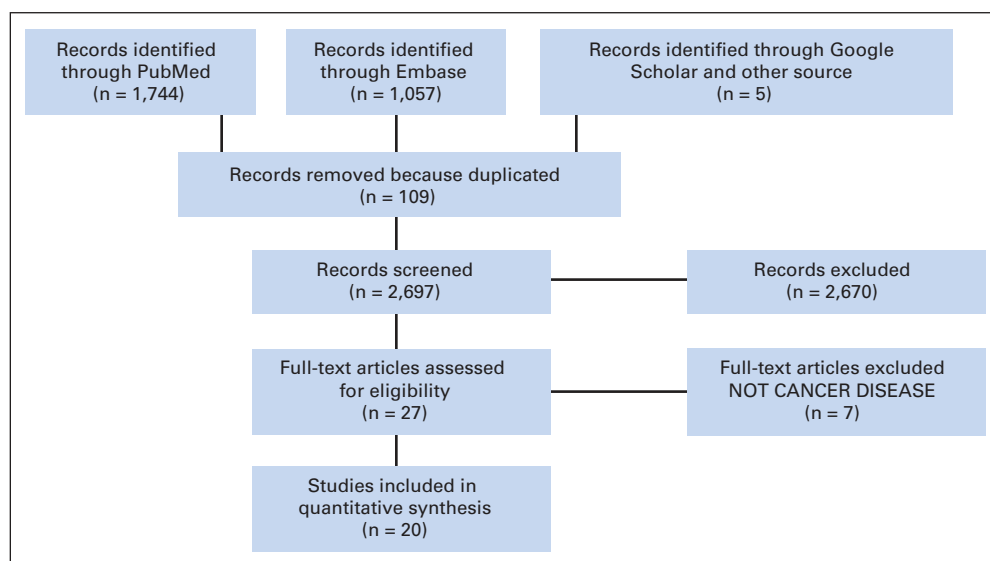 Records identified
through PubMed
(n = 1,744)
Records identified
through Embase
(n = 1,057)
Records identified through Google
Scholar and other source
(n = 5)
Records removed because duplicated
(n = 109)
Records screened
(n = 2,697)
Records excluded
(n = 2,670)
Full-text articles assessed
for eligibility
(n = 27)
Full-text articles excluded
NOT CANCER DISEASE
(n = 7)
Studies included in
quantitative synthesis
(n = 20)